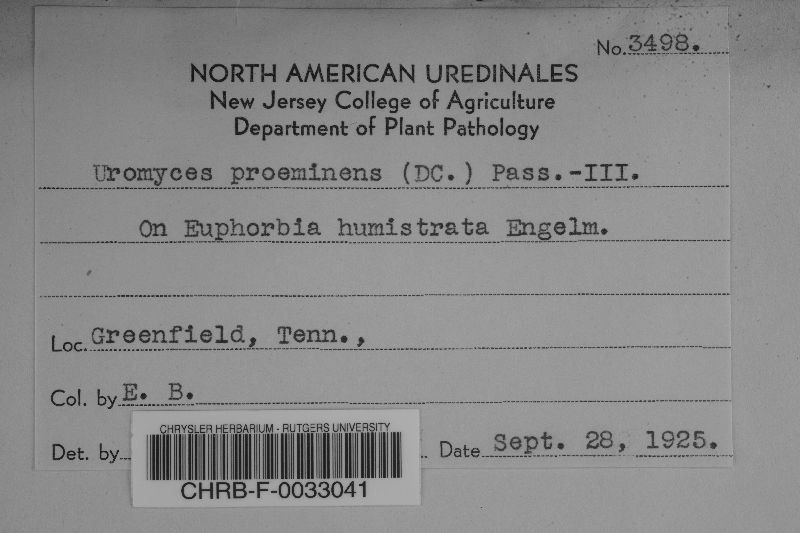 No. 3498.
NORTH AMERICAN UREDINALES
New Jersey College of Agriculture
Department of Plant Pathology
Uromyces proeminens (DC.) Pass.-III.
On Euphorbia humistrata Engelm.
Loc. Greenfield, Tenn.,
Col. by E. B.
Det. by Date Sept. 28, 1925.
CHRYSLER HERBARIUM - RUTGERS UNIVERSITY
CHRB-F-0033041